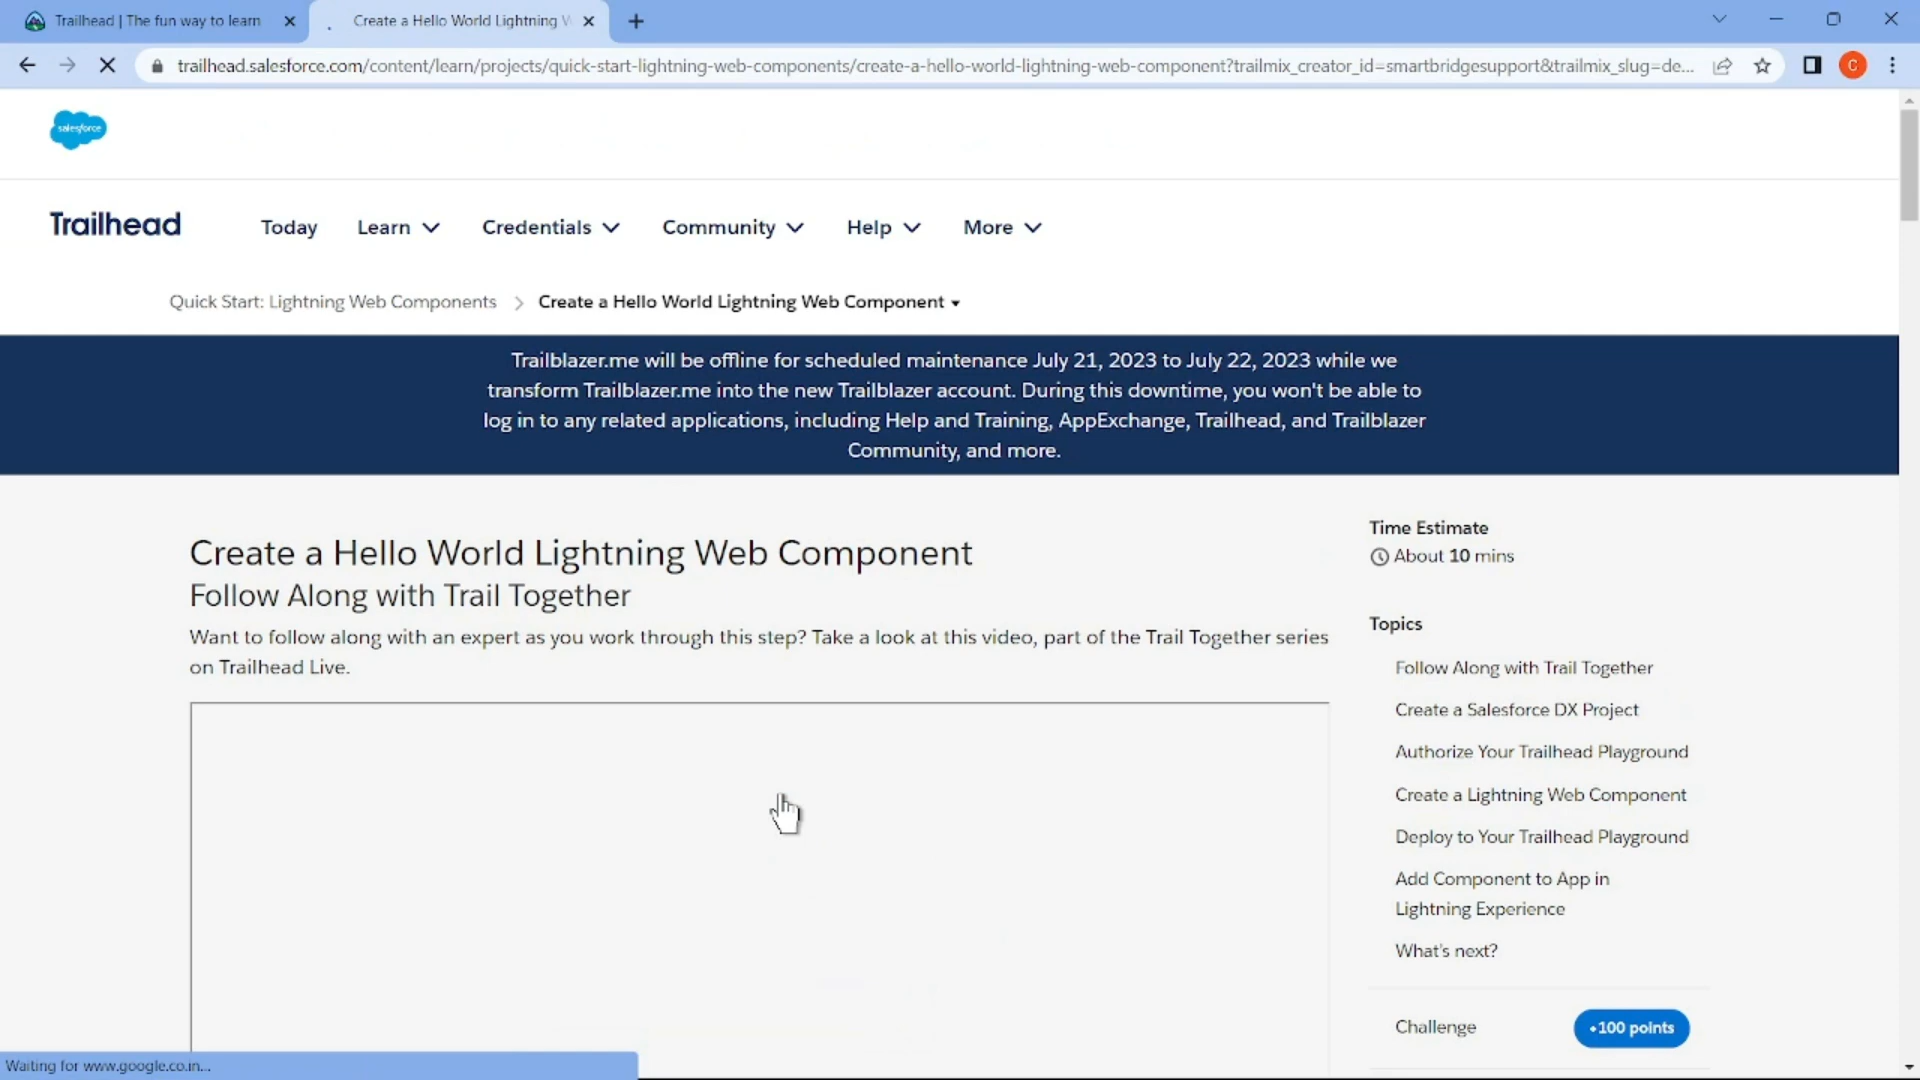 Trailhead | The fun way to learn
Create a Hello World Lightning W
trailhead.salesforce.com/content/learn/projects/quick-start-lightning-web-components/create-a-hello-world-lightning-web-component?trailmix_creator_id=smartbridgesupport&trailmix_slug=de...
C
salesforce
Trailhead
Today
Learn
Credentials
Community
Help
More
Quick Start: Lightning Web Components
Create a Hello World Lightning Web Component
Trailblazer.me will be offline for scheduled maintenance July 21, 2023 to July 22, 2023 while we
transform Trailblazer.me into the new Trailblazer account. During this downtime, you won't be able to
log in to any related applications, including Help and Training, AppExchange, Trailhead, and Trailblazer
Community, and more.
Create a Hello World Lightning Web Component
Follow Along with Trail Together
Want to follow along with an expert as you work through this step? Take a look at this video, part of the Trail Together series
on Trailhead Live.
Time Estimate
About 10 mins
Topics
Follow Along with Trail Together
Create a Salesforce DX Project
Authorize Your Trailhead Playground
Create a Lightning Web Component
Deploy to Your Trailhead Playground
Add Component to App in
Lightning Experience
What's next?
Challenge
+100 points
Waiting for www.google.co.in...